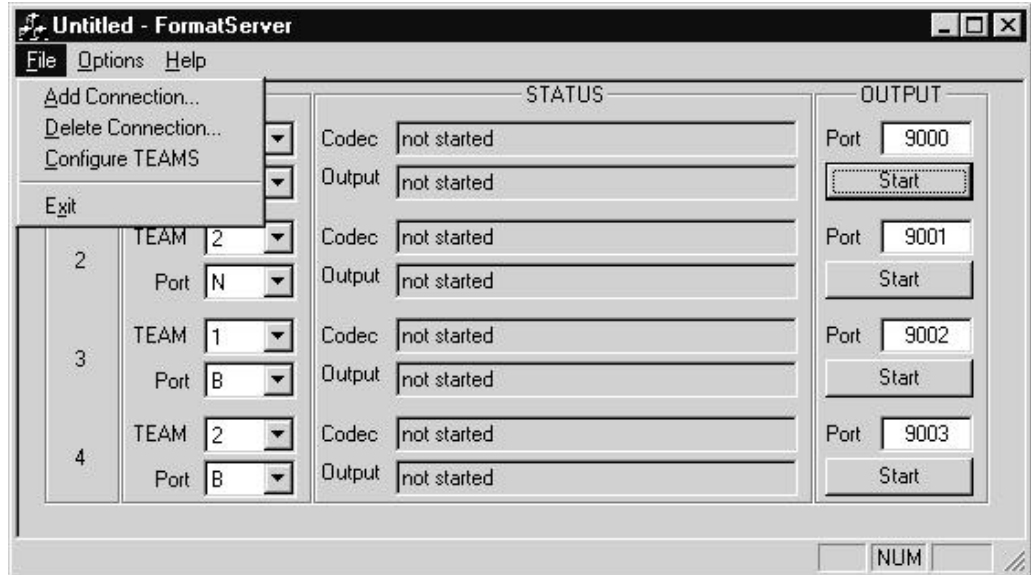 Untitled - FormatServer
File Options Help
Add Connection...
Delete Connection...
Configure TEAMS
Exit
STATUS
OUTPUT
Codec not started Port 9000
Output not started Start
2 TEAM 2 Codec not started Port 9001
Port N Output not started Start
3 TEAM 1 Codec not started Port 9002
Port B Output not started Start
4 TEAM 2 Codec not started Port 9003
Port B Output not started Start
NUM